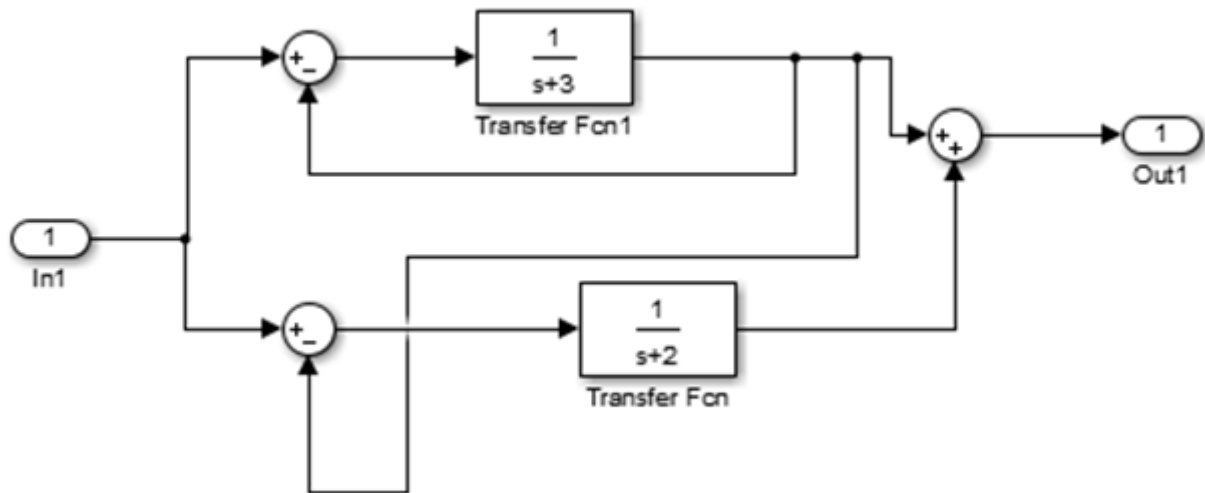 +
−
1
s+3
Transfer Fcn1
+
+
1
Out1
1
In1
+
−
1
s+2
Transfer Fcn